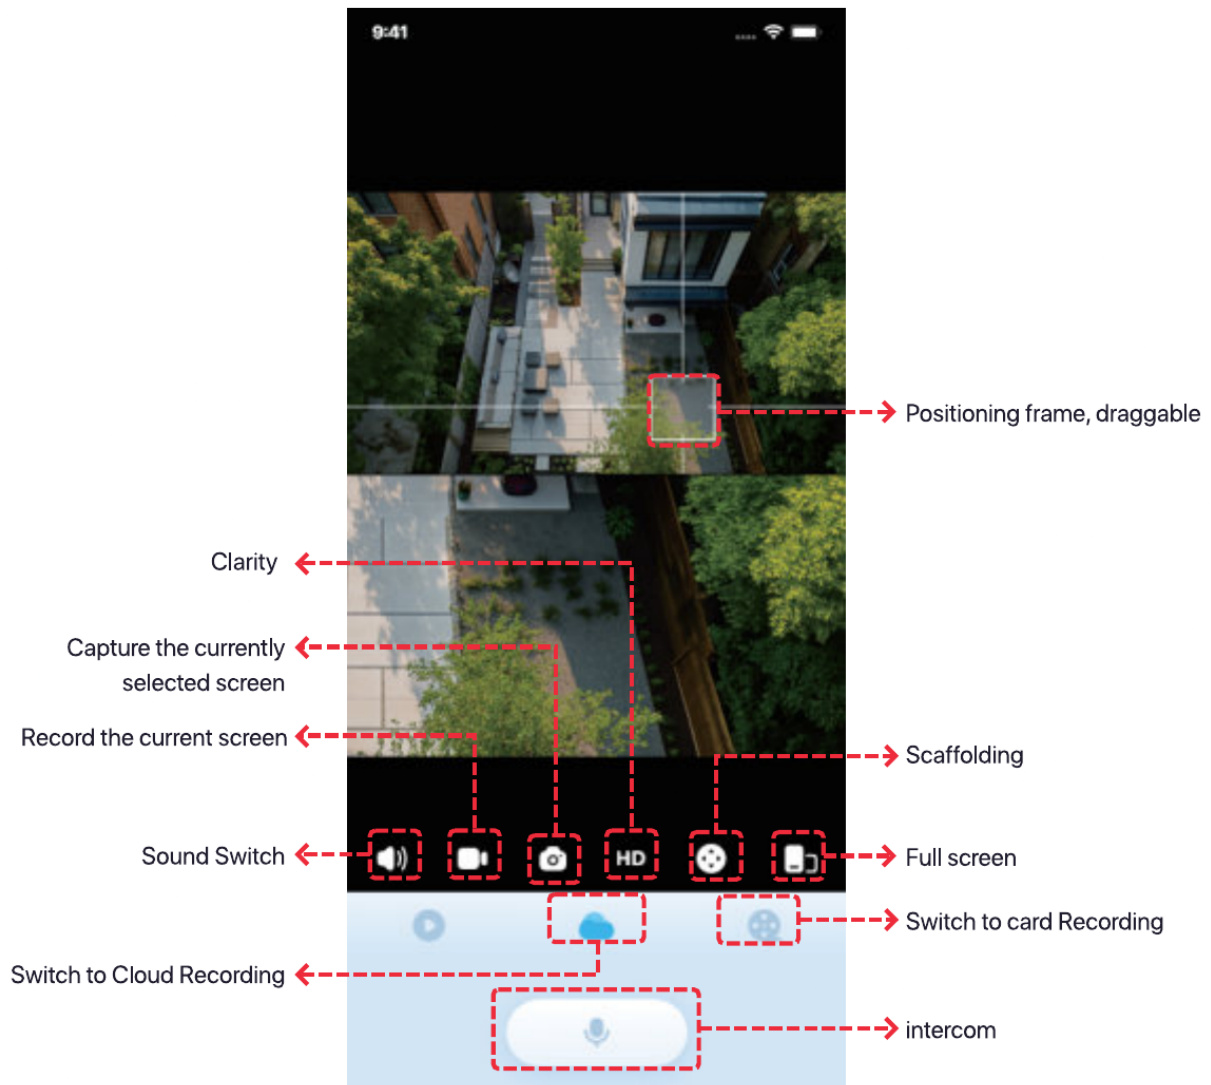 9:41
Positioning frame, draggable
Clarity
Capture the currently
selected screen
Record the current screen
Scaffolding
Sound Switch
HD
Full screen
Switch to card Recording
Switch to Cloud Recording
intercom